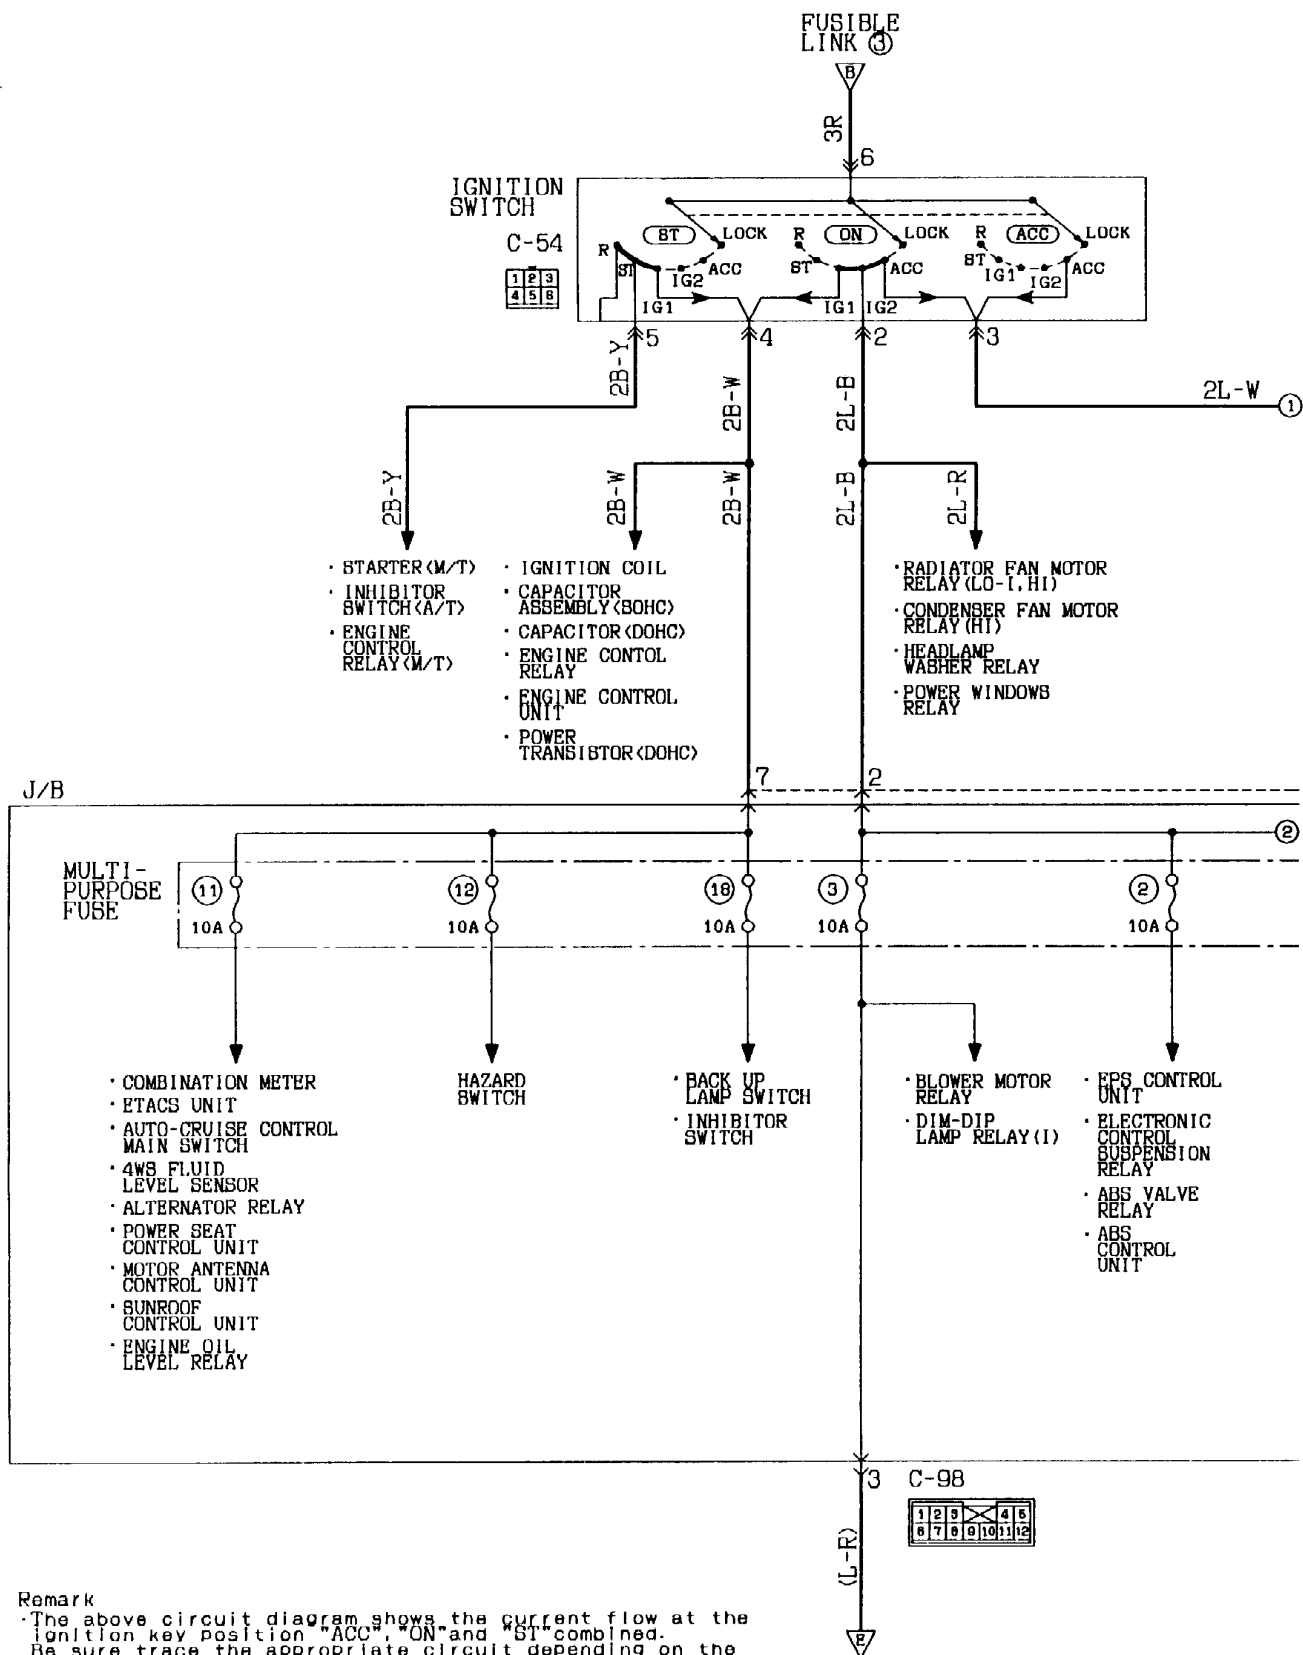 FUSIBLE
LINK ③
B
3R
6
IGNITION
SWITCH
C-54
1 2 3
4 5 6
R
ST
LOCK
ST
IG1
IG2
ACC
R
ON
LOCK
ST
IG1
IG2
ACC
R
ACC
LOCK
ST
IG1
IG2
ACC
5
4
2
3
2B-Y
2B-W
2L-B
2L-W
①
2B-Y
2B-W
2B-W
2L-B
2L-R
· STARTER<M/T>
· INHIBITOR
SWITCH<A/T>
· ENGINE
CONTROL
RELAY<M/T>
· IGNITION COIL
· CAPACITOR
ASSEMBLY<SOHC>
· CAPACITOR<DOHC>
· ENGINE CONTOL
RELAY
· ENGINE CONTROL
UNIT
· POWER
TRANSISTOR<DOHC>
· RADIATOR FAN MOTOR
RELAY(LO-I,HI)
· CONDENSER FAN MOTOR
RELAY(HI)
· HEADLAMP
WASHER RELAY
· POWER WINDOWS
RELAY
J/B
7
2
②
MULTI-
PURPOSE
FUSE
⑪
10A
⑫
10A
⑱
10A
③
10A
②
10A
· COMBINATION METER
· ETACS UNIT
· AUTO-CRUISE CONTROL
MAIN SWITCH
· 4WS FLUID
LEVEL SENSOR
· ALTERNATOR RELAY
· POWER SEAT
CONTROL UNIT
· MOTOR ANTENNA
CONTROL UNIT
· SUNROOF
CONTROL UNIT
· ENGINE OIL
LEVEL RELAY
HAZARD
SWITCH
· BACK UP
LAMP SWITCH
· INHIBITOR
SWITCH
· BLOWER MOTOR
RELAY
· DIM-DIP
LAMP RELAY(I)
· EPS CONTROL
UNIT
· ELECTRONIC
CONTROL
SUSPENSION
RELAY
· ABS VALVE
RELAY
· ABS
CONTROL
UNIT
3
C-98
1 2 3 4 5
6 7 8 9 10 11 12
(L-R)
E
Remark
·The above circuit diagram shows the current flow at the
ignition key position "ACC","ON"and "ST"combined.
Be sure trace the appropriate circuit depending on the